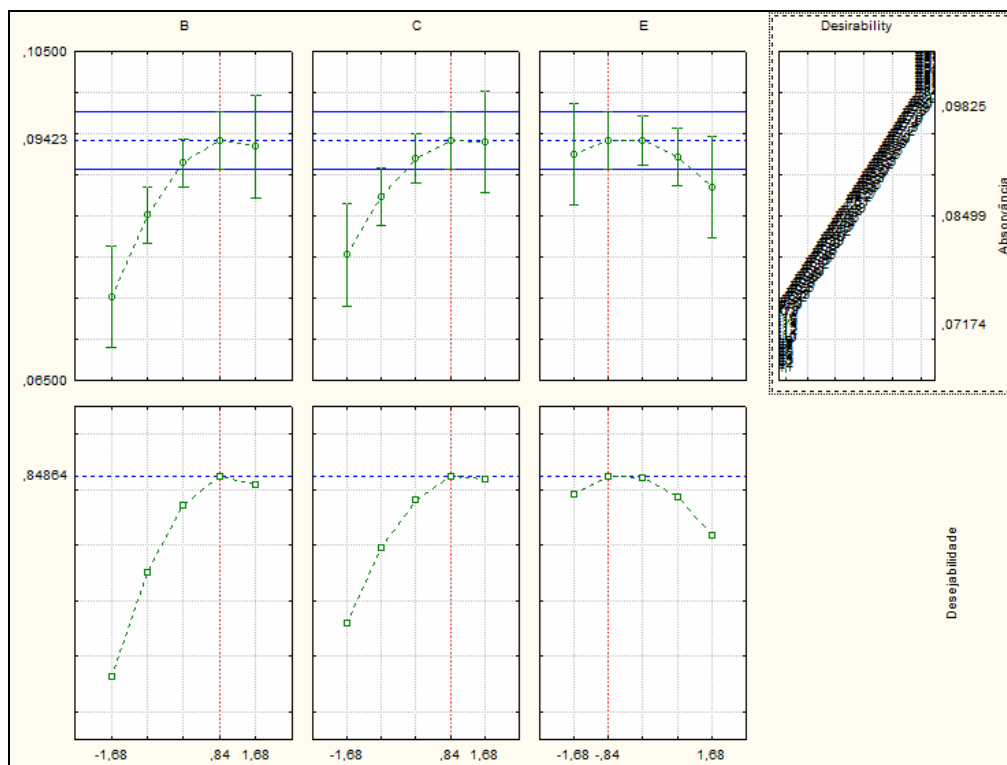 B C E Desirability
,10500
,09825
,09423
,08499
Absorvância
,07174
,06500
,84864
Desejabilidade
-1,68 ,84 1,68 -1,68 ,84 1,68 -1,68 -,84 1,68